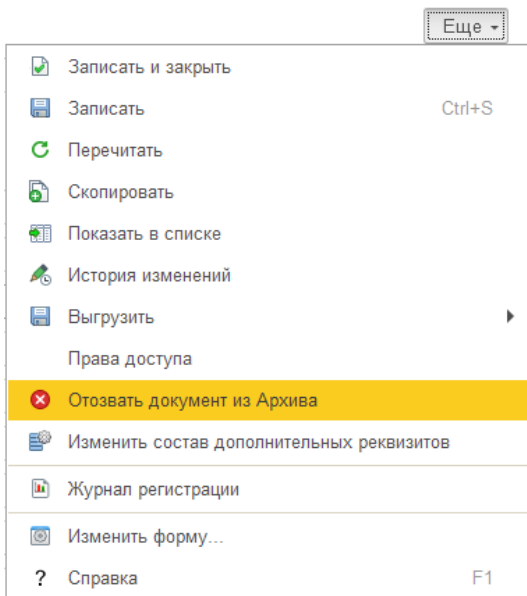 Еще
Записать и закрыть
Записать Ctrl+S
Перечитать
Скопировать
Показать в списке
История изменений
Выгрузить
Права доступа
Отозвать документ из Архива
Изменить состав дополнительных реквизитов
Журнал регистрации
Изменить форму...
? Справка F1